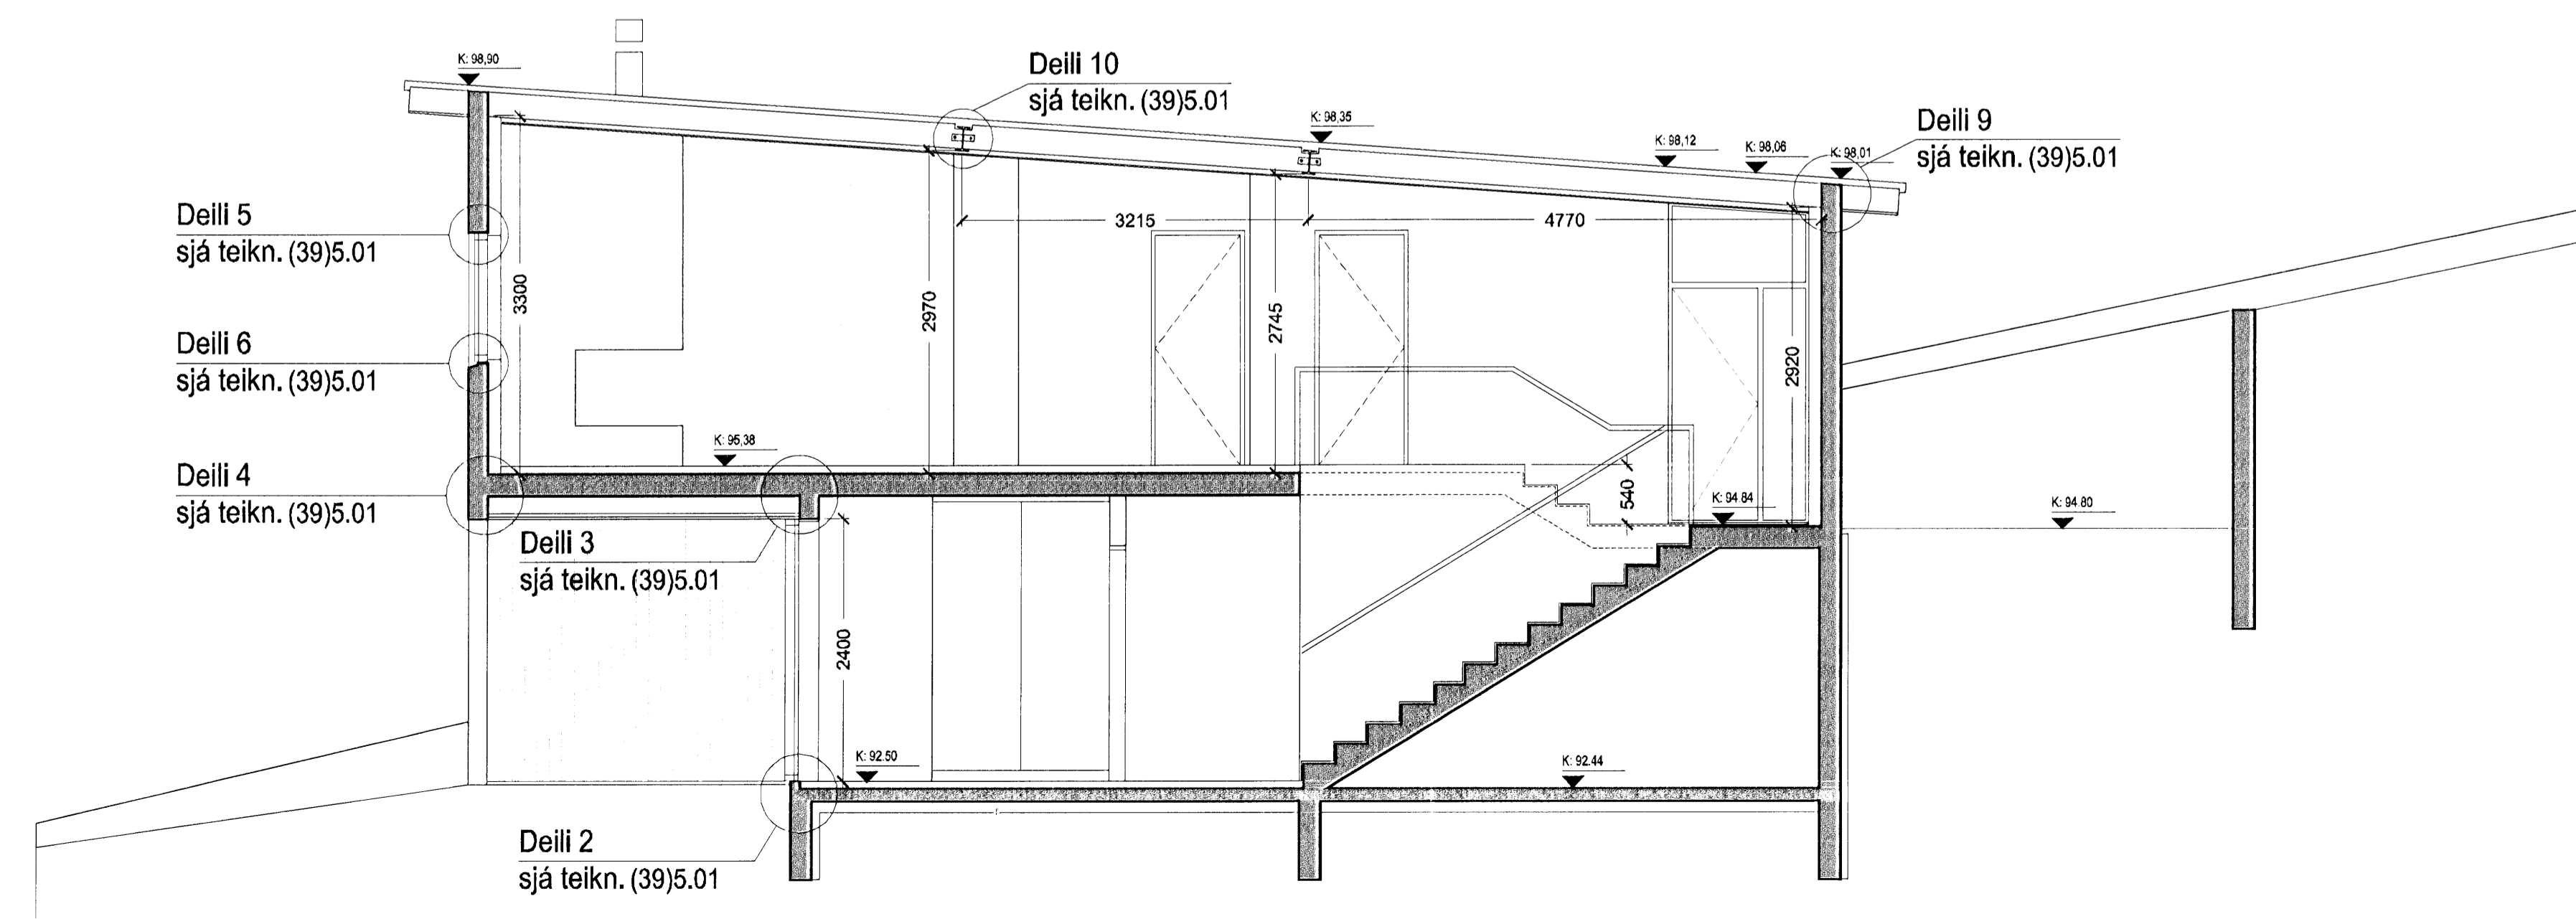 K: 98,90
Deili 10
sjá teikn. (39)5.01
K: 98,35
K: 98,12
K: 98,06
K: 98,01
Deili 9
sjá teikn. (39)5.01
Deili 5
sjá teikn. (39)5.01
3215
4770
3300
2970
2745
2920
Deili 6
sjá teikn. (39)5.01
K: 95,38
Deili 4
sjá teikn. (39)5.01
540
K: 94.84
K: 94.80
Deili 3
sjá teikn. (39)5.01
2400
K: 92.50
K: 92.44
Deili 2
sjá teikn. (39)5.01